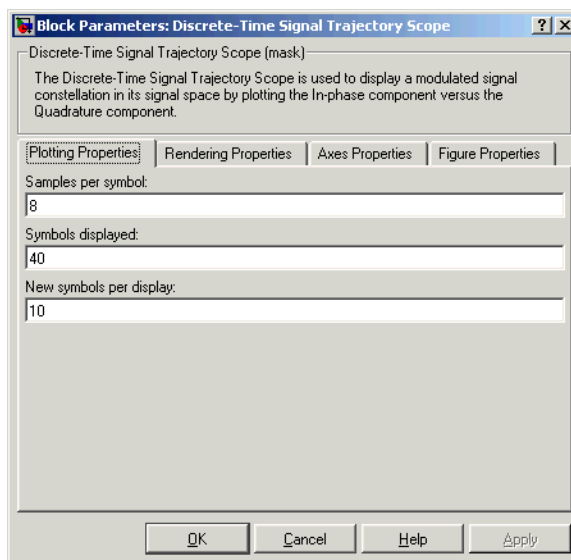 Block Parameters: Discrete-Time Signal Trajectory Scope
Discrete-Time Signal Trajectory Scope (mask)
The Discrete-Time Signal Trajectory Scope is used to display a modulated signal
constellation in its signal space by plotting the In-phase component versus the
Quadrature component.
Plotting Properties Rendering Properties Axes Properties Figure Properties
Samples per symbol:
8
Symbols displayed:
40
New symbols per display:
10
OK Cancel Help Apply